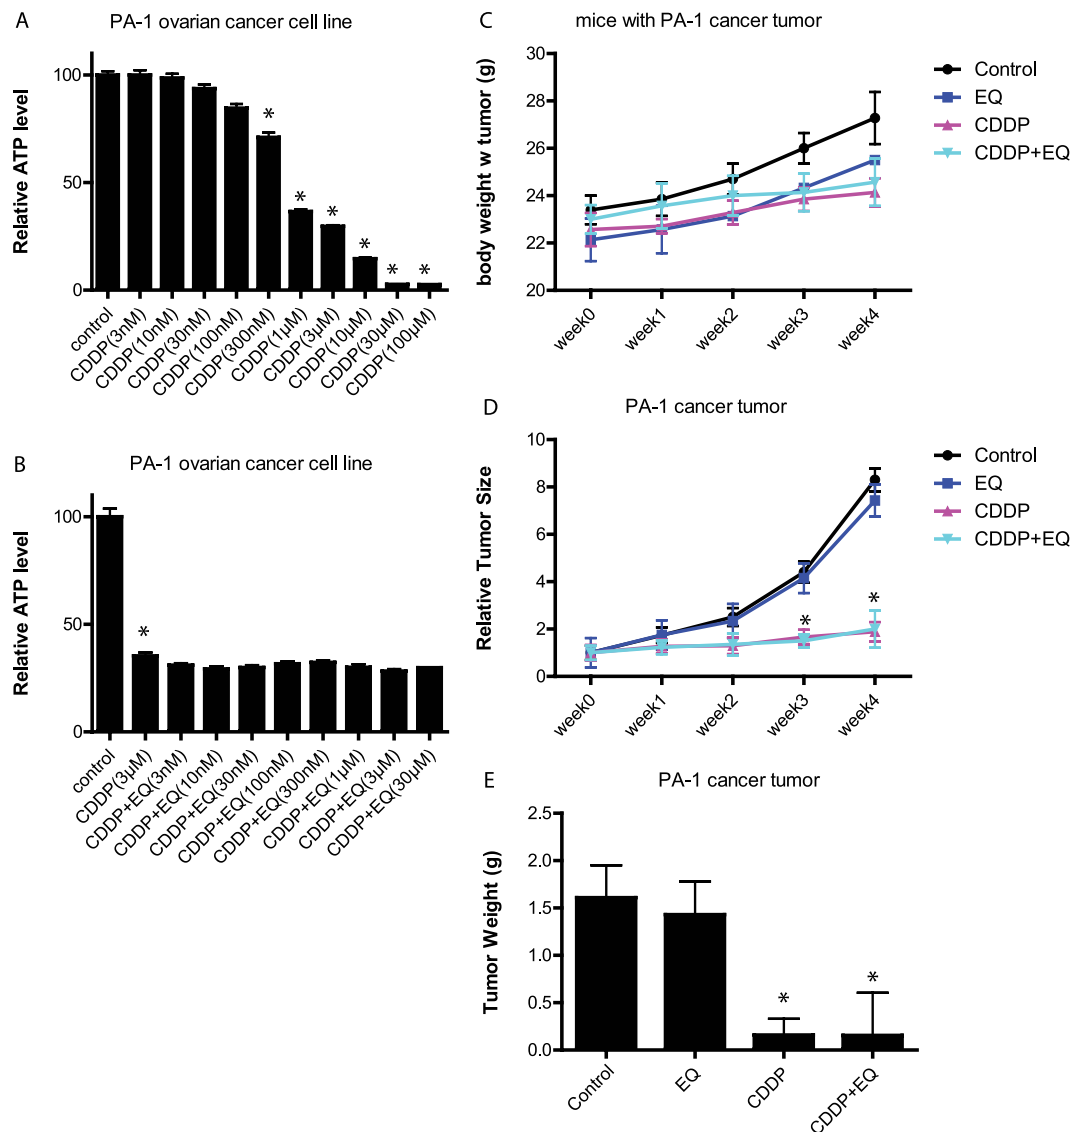 A
PA-1 ovarian cancer cell line
Relative ATP level
100
50
0
*
*
*
*
*
*
control
CDDP(3nM)
CDDP(10nM)
CDDP(30nM)
CDDP(100nM)
CDDP(300nM)
CDDP(1µM)
CDDP(3µM)
CDDP(10µM)
CDDP(30µM)
CDDP(100µM)
B
PA-1 ovarian cancer cell line
Relative ATP level
100
50
0
*
control
CDDP(3µM)
CDDP+EQ(3nM)
CDDP+EQ(10nM)
CDDP+EQ(30nM)
CDDP+EQ(100nM)
CDDP+EQ(300nM)
CDDP+EQ(1µM)
CDDP+EQ(3µM)
CDDP+EQ(30µM)
C
mice with PA-1 cancer tumor
body weight w tumor (g)
30
28
26
24
22
20
week0
week1
week2
week3
week4
Control
EQ
CDDP
CDDP+EQ
D
PA-1 cancer tumor
Relative Tumor Size
10
8
6
4
2
0
*
*
week0
week1
week2
week3
week4
Control
EQ
CDDP
CDDP+EQ
E
PA-1 cancer tumor
Tumor Weight (g)
2.5
2.0
1.5
1.0
0.5
0.0
*
*
Control
EQ
CDDP
CDDP+EQ